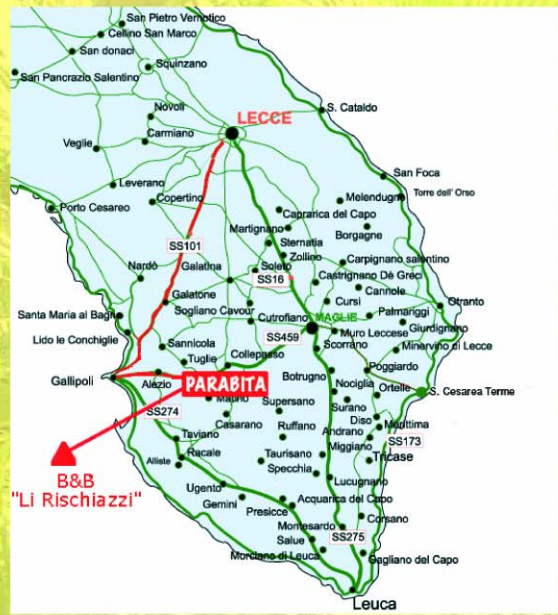 San Pietro Vernotico
Cellino San Marco
San donaci
Squinzano
San Pancrazio Salentino
Novoli
LECCE
S. Cataldo
Carmiano
Veglie
San Foca
Leverano
Torre dell' Orso
Copertino
Melendugno
Porto Cesareo
Caprarica del Capo
Martignano
Borgagne
SS101
Sternatia
Zollino
Carpignano salentino
Nardò
Galatina
Soleto
SS16
Castrignano Dè Greci
Cannole
Galatone
Cursi
Otranto
Santa Maria al Bagno
Sogliano Cavour
Cutrofiano
MAGLIE
Palmariggi
Giurdignano
Lido le Conchiglie
SS459
Muro Leccese
Sannicola
Scorrano
Minervino di Lecce
Tuglie
Collepasso
Poggiardo
Gallipoli
Alezio
PARABITA
Botrugno
Nociglia
Ortelle
S. Cesarea Terme
SS274
Supersano
Surano
Casarano
Diso
Marittima
Taviano
Ruffano
Andrano
SS173
Miggiano
Racale
Taurisano
Tricase
Alliste
Specchia
B&B
"Li Rischiazzi"
Ugento
Lucugnano
Gemini
Presicce
Acquarica del Capo
Corsano
Montesardo
Salue
SS275
Morciano di Leuca
Gagliano del Capo
Leuca